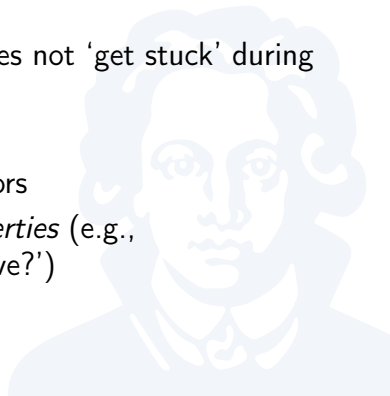 es not ‘get stuck’ during
ors
erties (e.g.,
ve?’)